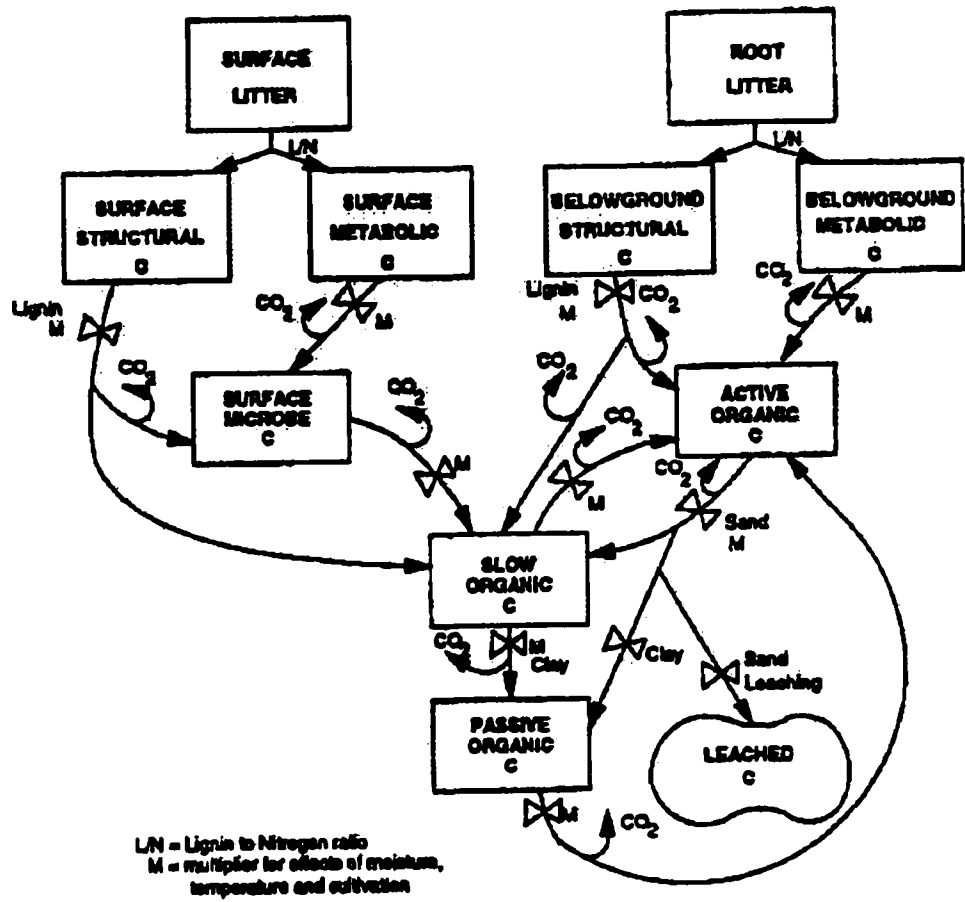 SURFACE
LITTER
ROOT
LITTER
L/N
L/N
SURFACE
STRUCTURAL
C
SURFACE
METABOLIC
C
BELOWGROUND
STRUCTURAL
C
BELOWGROUND
METABOLIC
C
Lignin
M
CO2
M
Lignin
M
CO2
CO2
M
CO2
SURFACE
MICROBE
C
CO2
CO2
ACTIVE
ORGANIC
C
M
CO2
M
CO2
Sand
M
SLOW
ORGANIC
C
CO2
M
Clay
Clay
Sand
Leaching
PASSIVE
ORGANIC
C
LEACHED
C
M
CO2
L/N = Lignin to Nitrogen ratio
M = multiplier for effects of moisture,
temperature and cultivation